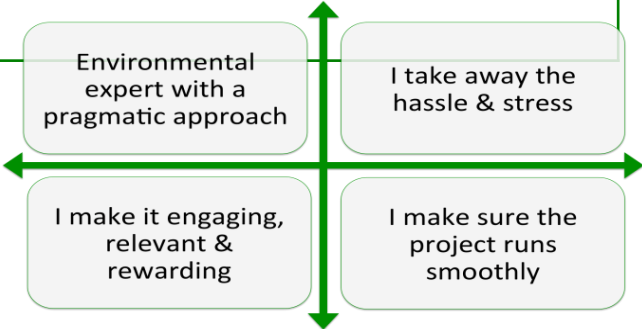 Environmental
expert with a
pragmatic approach
I take away the
hassle & stress
I make it engaging,
relevant &
rewarding
I make sure the
project runs
smoothly